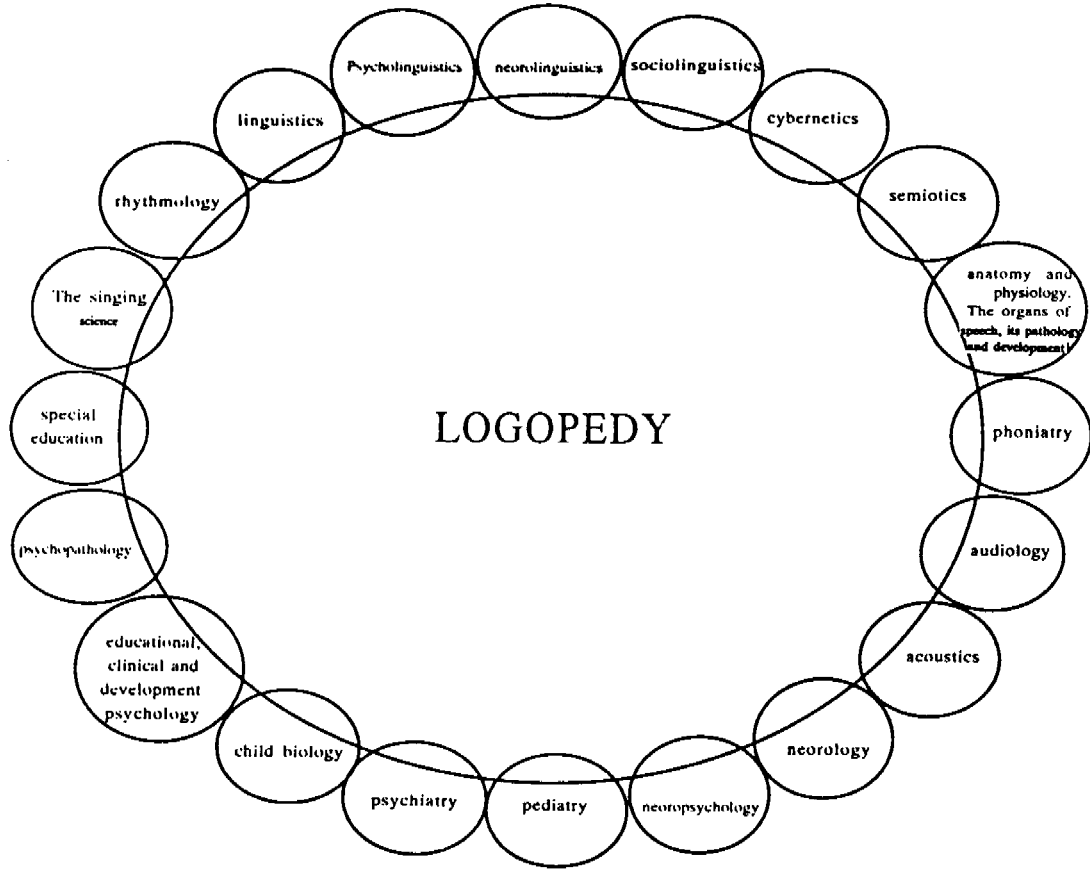 Psycholinguistics
neorolinguistics
sociolinguistics
linguistics
cybernetics
rhythmology
semiotics
The singing
science
anatomy and
physiology.
The organs of
speech, its pathology
and development
special
education
LOGOPEDY
phoniatry
psychopathology
audiology
educational,
clinical and
development
psychology
acoustics
child biology
neorology
psychiatry
pediatry
neoropsychology